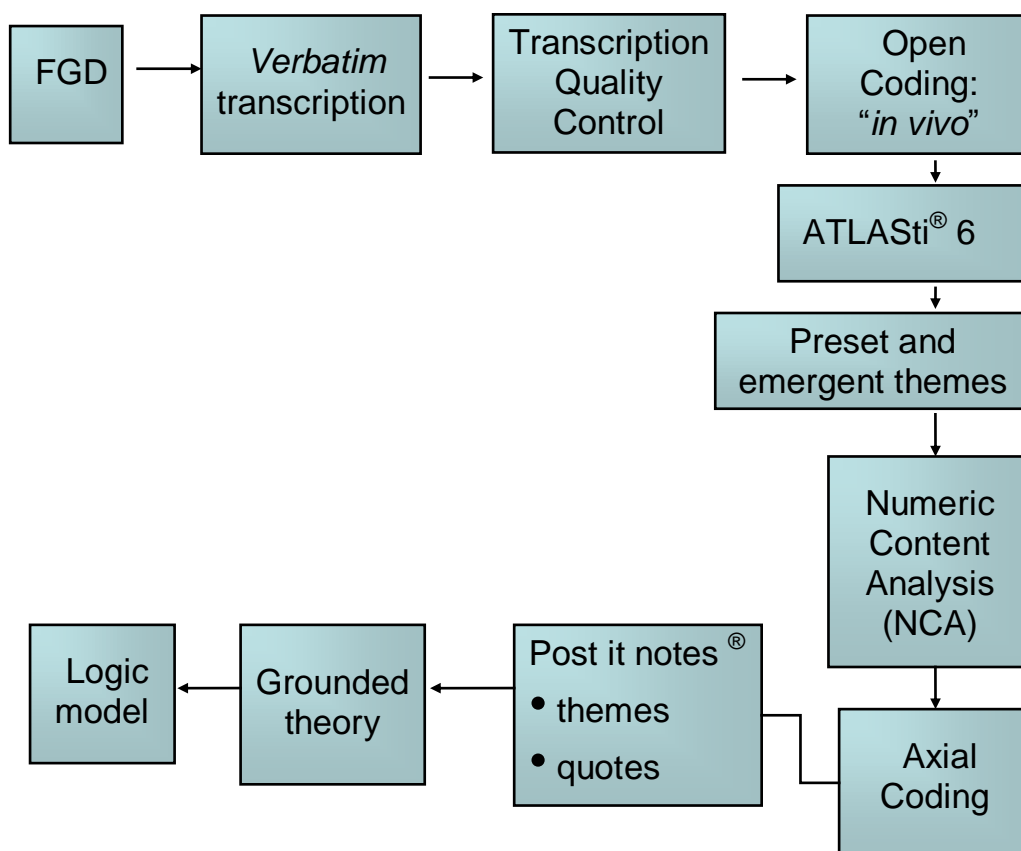 FGD
Verbatim
transcription
Transcription
Quality
Control
Open
Coding:
“in vivo”
ATLASti® 6
Preset and
emergent themes
Numeric
Content
Analysis
(NCA)
Axial
Coding
Post it notes ®
• themes
• quotes
Grounded
theory
Logic
model